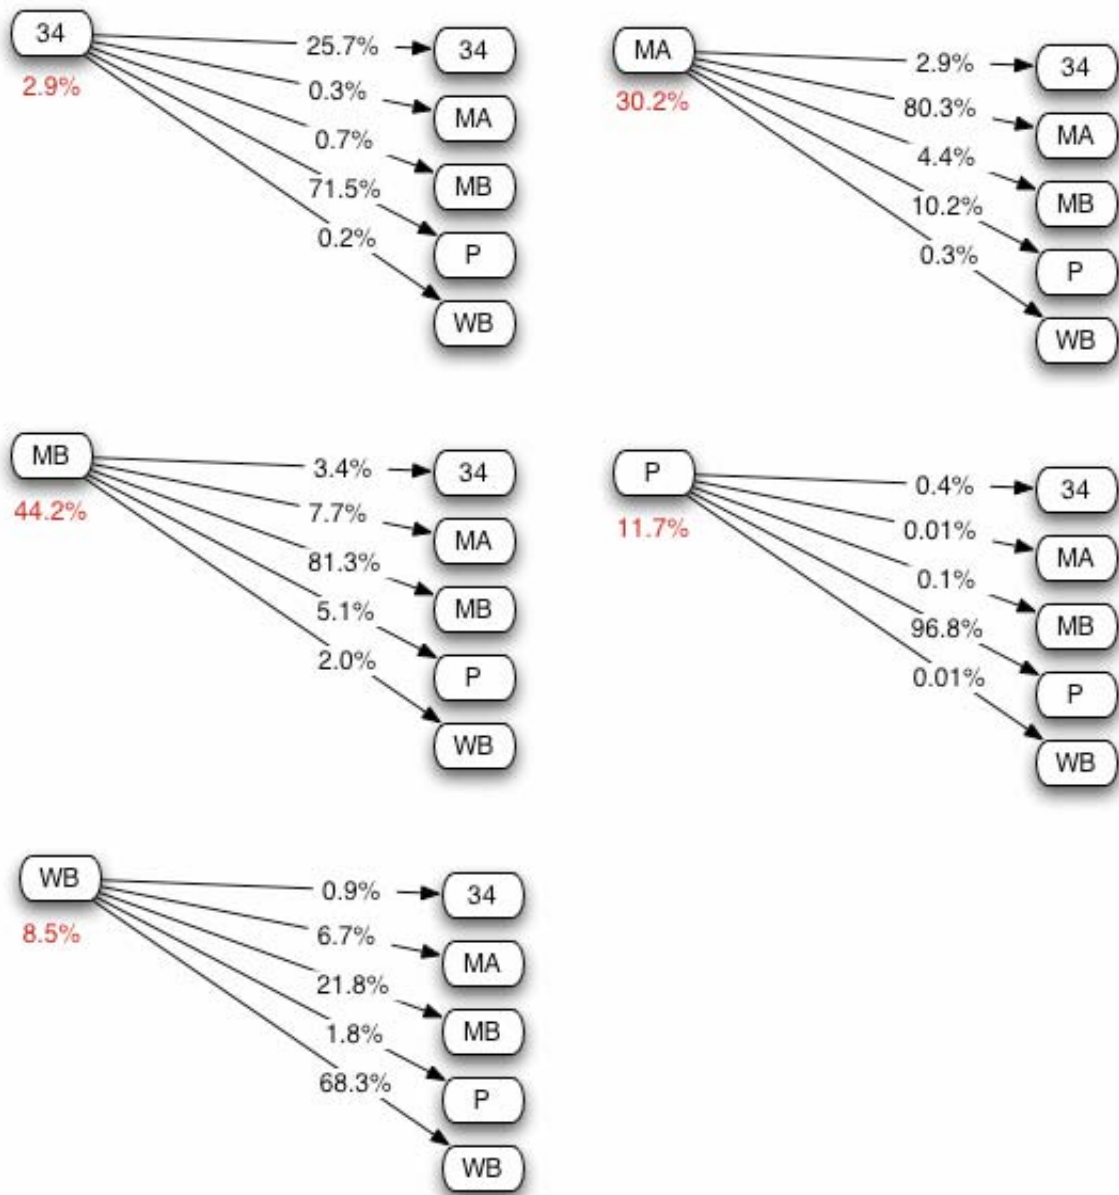 34
2.9%
25.7%
34
0.3%
MA
0.7%
MB
71.5%
P
0.2%
WB
MA
30.2%
2.9%
34
80.3%
MA
4.4%
MB
10.2%
P
0.3%
WB
MB
44.2%
3.4%
34
7.7%
MA
81.3%
MB
5.1%
P
2.0%
WB
P
11.7%
0.4%
34
0.01%
MA
0.1%
MB
96.8%
P
0.01%
WB
WB
8.5%
0.9%
34
6.7%
MA
21.8%
MB
1.8%
P
68.3%
WB